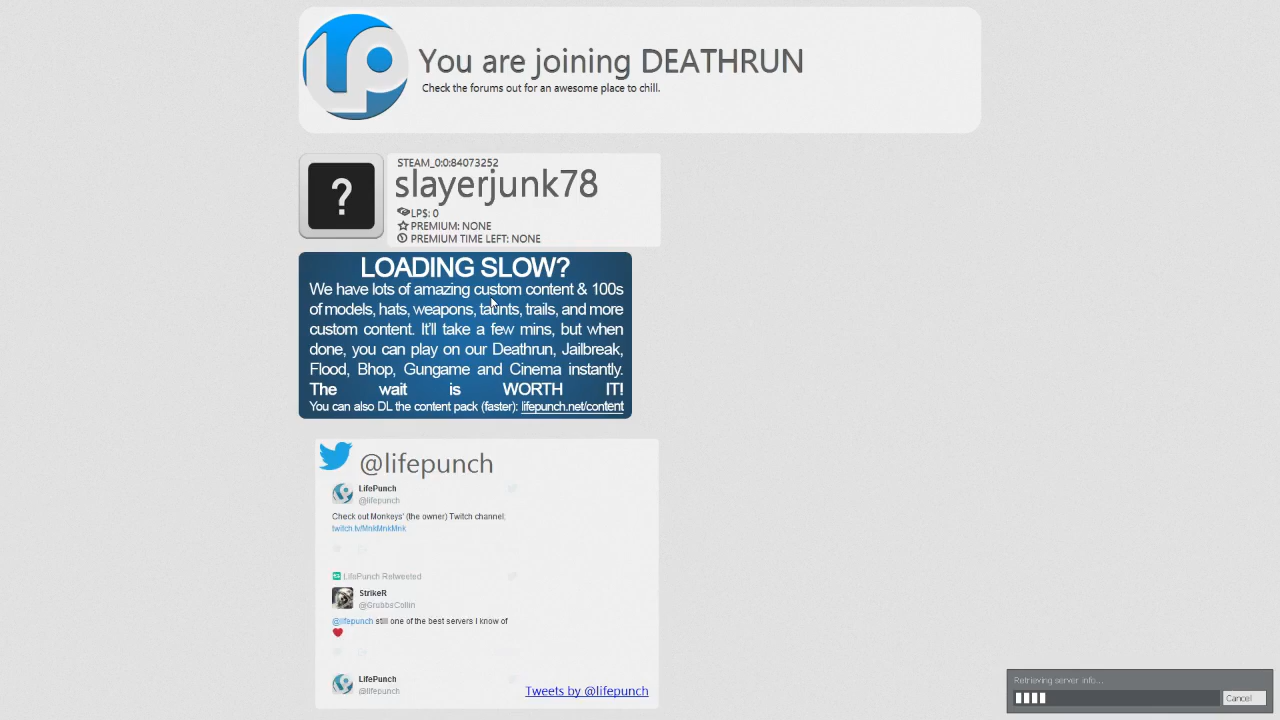 lp
You are joining DEATHRUN
Check the forums out for an awesome place to chill.
?
STEAM_0:0:84073252
slayerjunk78
LP$: 0
PREMIUM: NONE
PREMIUM TIME LEFT: NONE
LOADING SLOW?
We have lots of amazing custom content & 100s
of models, hats, weapons, taunts, trails, and more
custom content. It'll take a few mins, but when
done, you can play on our Deathrun, Jailbreak,
Flood, Bhop, Gungame and Cinema instantly.
The wait is WORTH IT!
You can also DL the content pack (faster): lifepunch.net/content
@lifepunch
LifePunch
@lifepunch
Check out Monkeys' (the owner) Twitch channel;
twitch.tv/MnkMnkMnk
LifePunch Retweeted
StrikeR
@GrubbsCollin
@lifepunch still one of the best servers I know of
LifePunch
@lifepunch
Tweets by @lifepunch
Retrieving server info...
Cancel